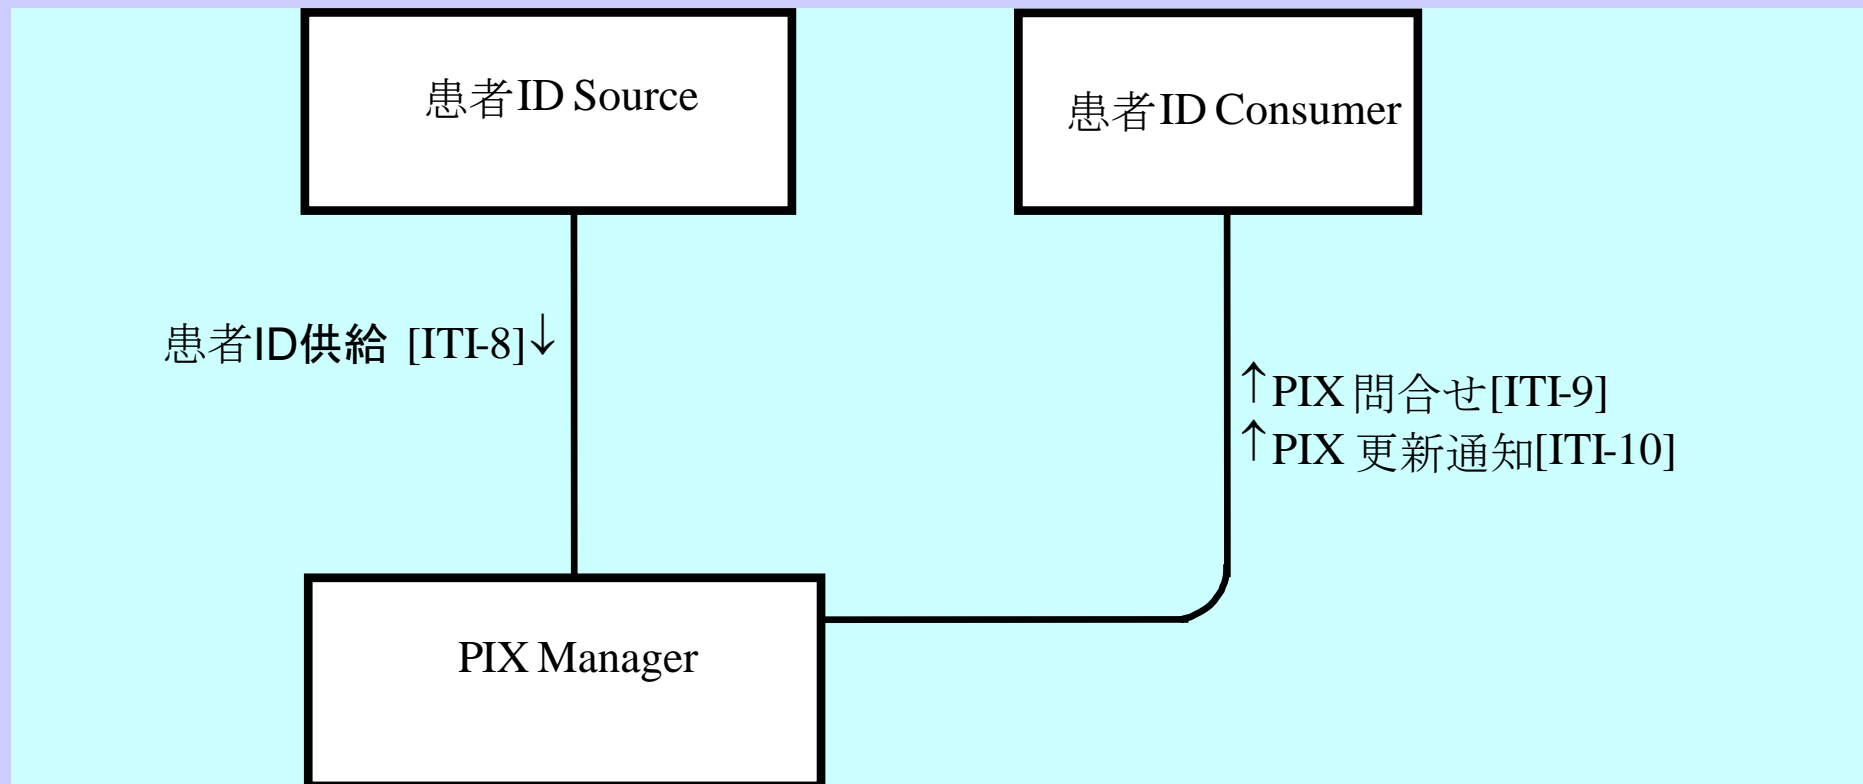 患者ID Source
患者ID Consumer
患者ID供給 [ITI-8]↓
↑PIX 問合せ[ITI-9]
↑PIX 更新通知[ITI-10]
PIX Manager